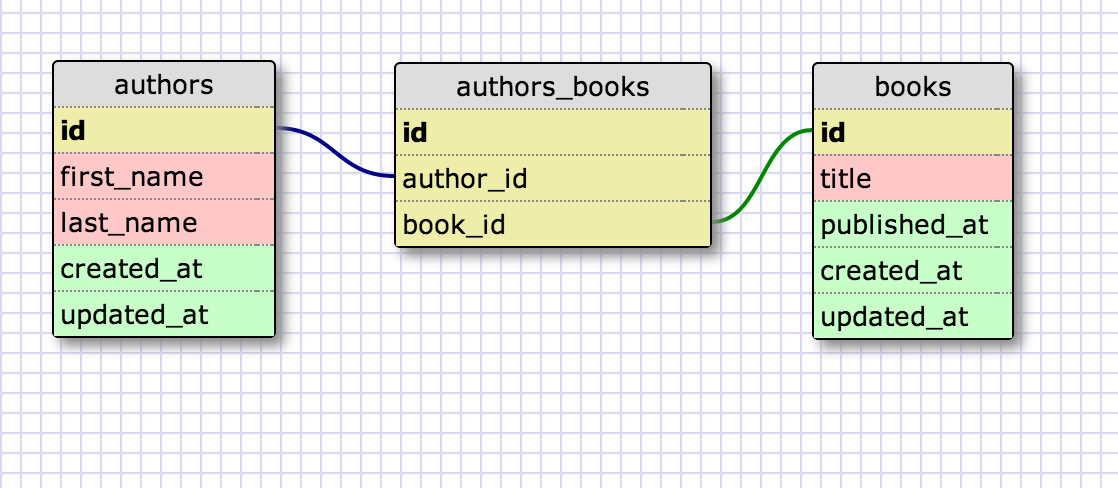 authors
id
first_name
last_name
created_at
updated_at
authors_books
id
author_id
book_id
books
id
title
published_at
created_at
updated_at